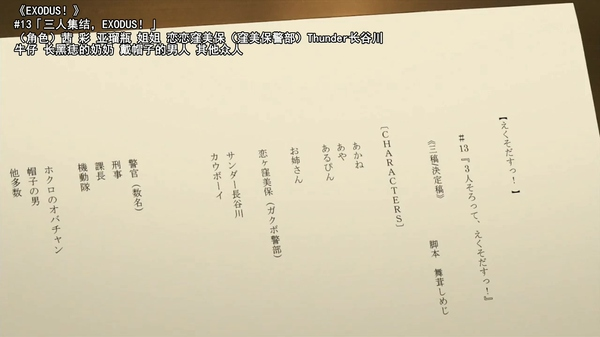 《EXODUS！》
#13「三人集结，EXODUS！」
（角色）茜 彩 亚瑠瓶 姐姐 恋恋窪美保（窪美保警部）Thunder长谷川
牛仔 长黑痣的奶奶 戴帽子的男人 其他众人
【えくそだすっ！】
＃13『３人そろって、えくそだすっ！』
《三稿/決定稿》
脚本　舞茸しめじ
〔CHARACTERS〕
あかね
あや
あるぴん
お姉さん
恋ヶ窪美保（ガクポ警部）
サンダー長谷川
カウボーイ
警官（数名）
刑事
課長
機動隊
ホクロのオバチャン
帽子の男
他多数